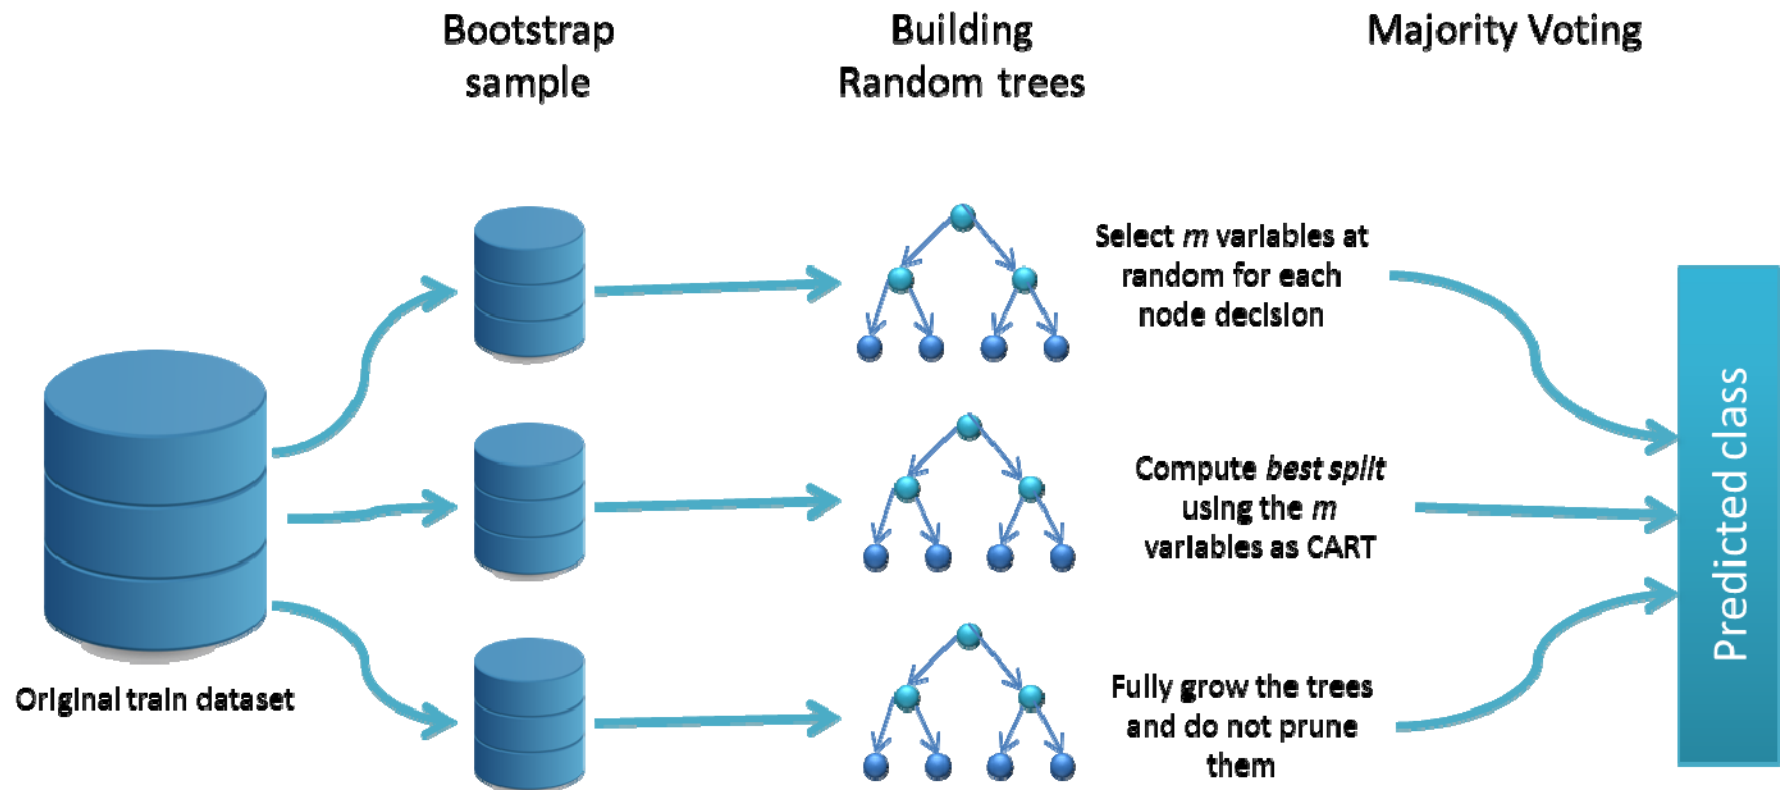 Bootstrap
sample
Building
Random trees
Majority Voting
Select m variables at
random for each
node decision
Compute best split
using the m
variables as CART
Fully grow the trees
and do not prune
them
Original train dataset
Predicted class